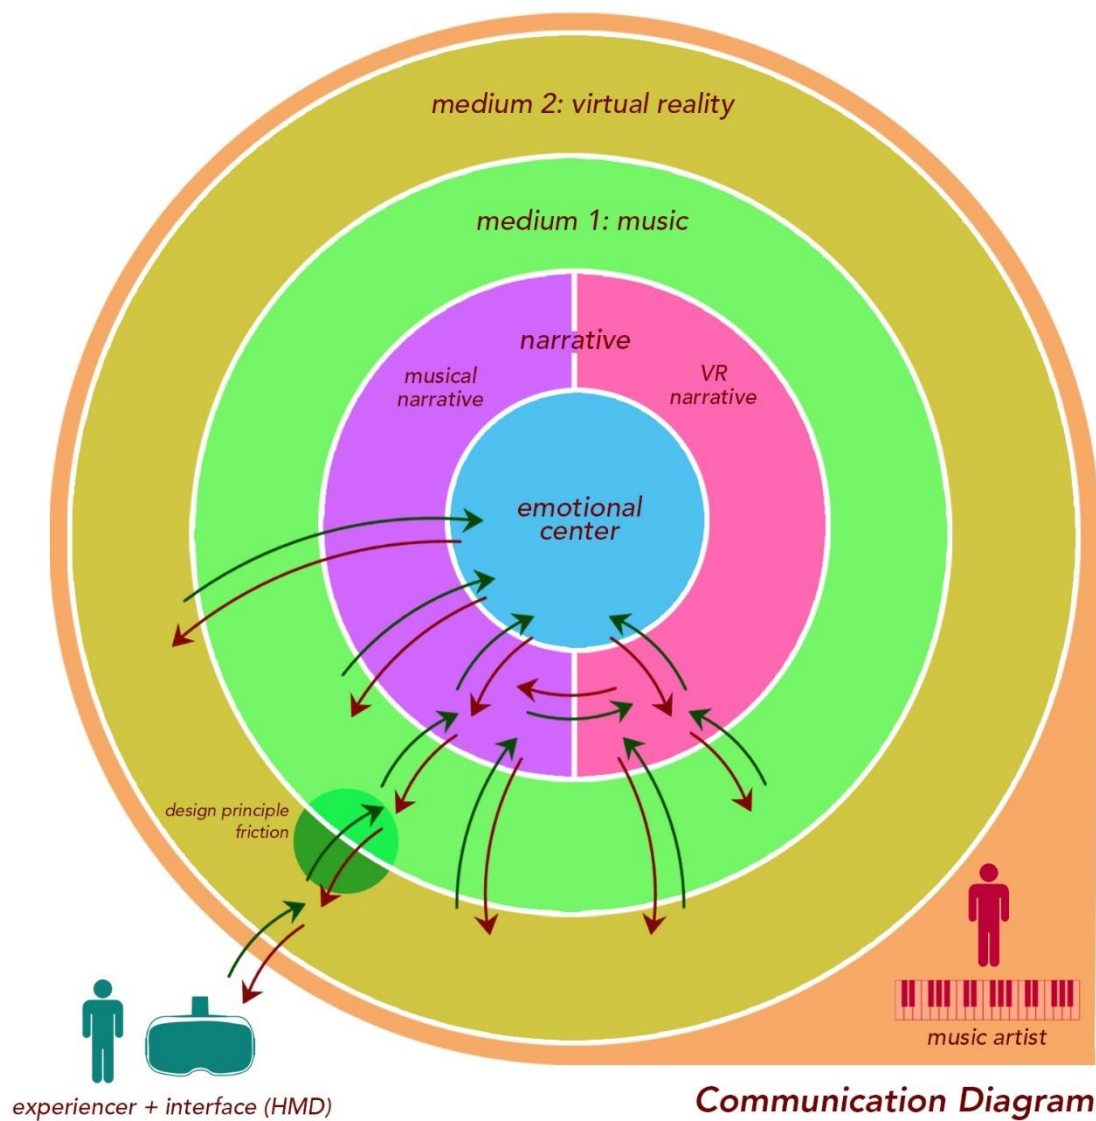 medium 2: virtual reality
medium 1: music
narrative
musical
narrative
VR
narrative
emotional
center
design principle
friction
music artist
experiencer + interface (HMD)
Communication Diagram